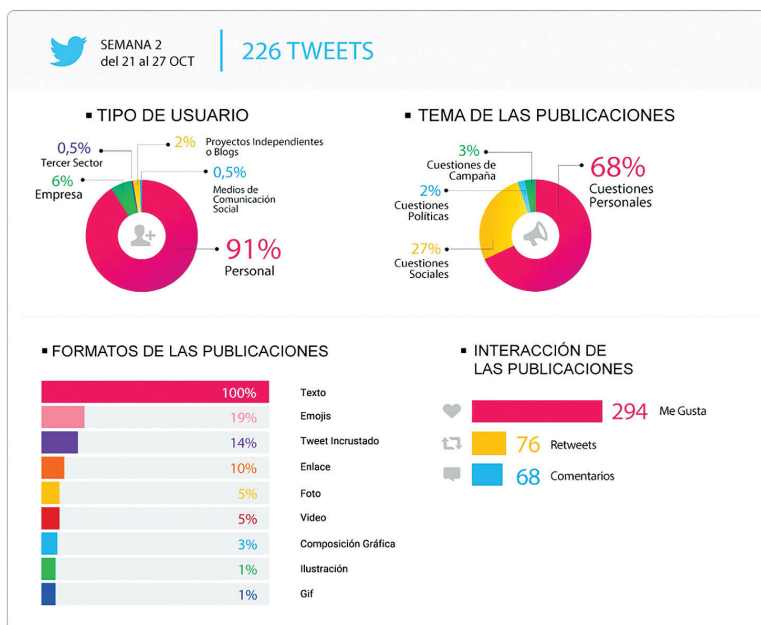 SEMANA 2
del 21 al 27 OCT
226 TWEETS
▪ TIPO DE USUARIO
0,5%
Tercer Sector
6%
Empresa
2%
Proyectos Independientes
o Blogs
0,5%
Medios de
Comunicación
Social
91%
Personal
▪ TEMA DE LAS PUBLICACIONES
3%
Cuestiones de
Campaña
2%
Cuestiones
Políticas
27%
Cuestiones
Sociales
68%
Cuestiones
Personales
▪ FORMATOS DE LAS PUBLICACIONES
100% Texto
19% Emojis
14% Tweet Incrustado
10% Enlace
5% Foto
5% Video
3% Composición Gráfica
1% Ilustración
1% Gif
▪ INTERACCIÓN DE
LAS PUBLICACIONES
294 Me Gusta
76 Retweets
68 Comentarios